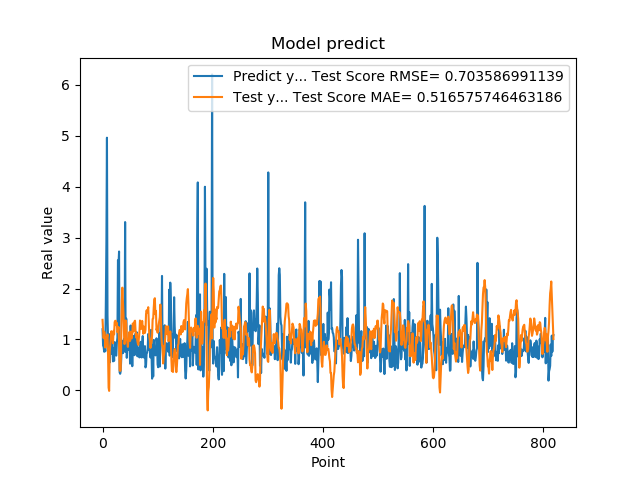 Model predict
Predict y... Test Score RMSE= 0.703586991139
Test y... Test Score MAE= 0.516575746463186
Real value
6
5
4
3
2
1
0
0 200 400 600 800
Point